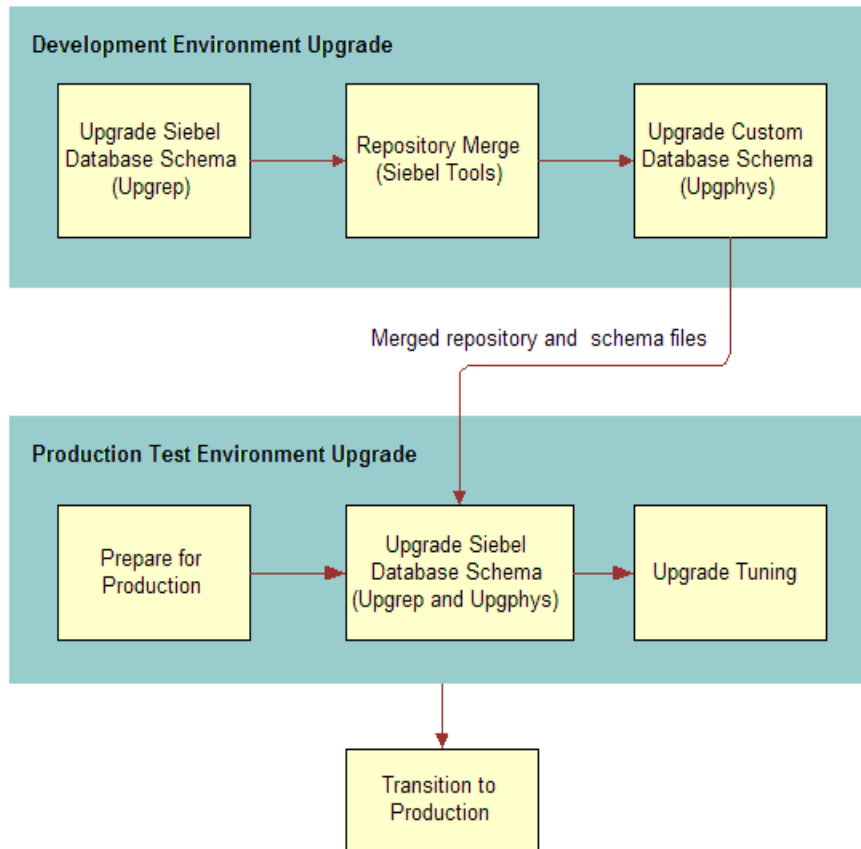 Development Environment Upgrade
Upgrade Siebel
Database Schema
(Upgrep)
Repository Merge
(Siebel Tools)
Upgrade Custom
Database Schema
(Upgphys)
Merged repository and schema files
Production Test Environment Upgrade
Prepare for
Production
Upgrade Siebel
Database Schema
(Upgrep and Upgphys)
Upgrade Tuning
Transition to
Production